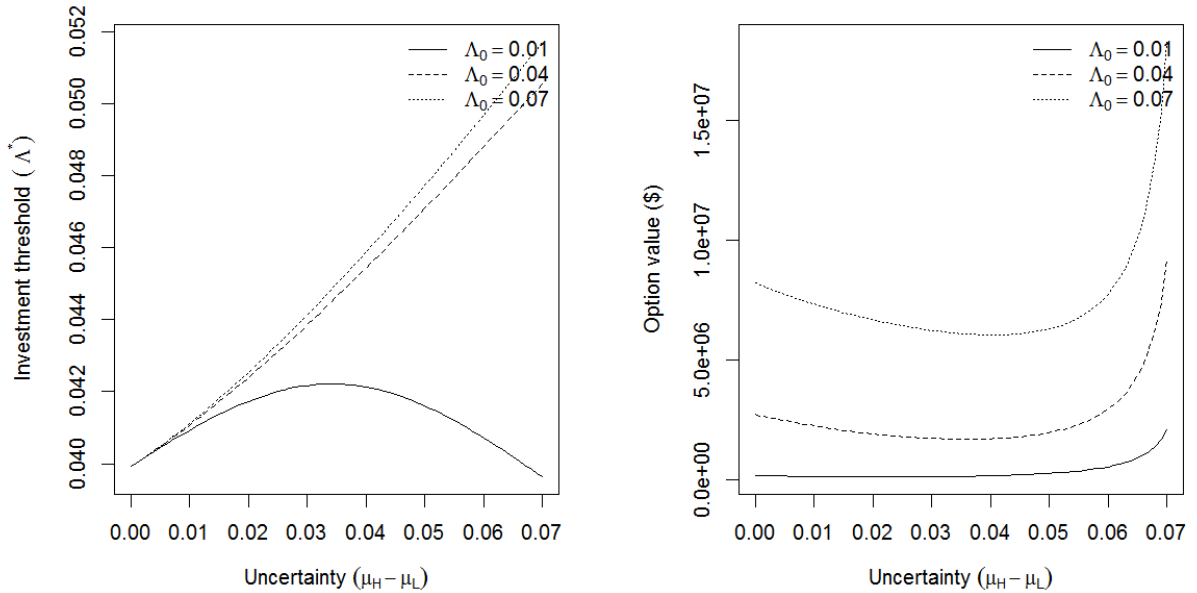 Investment threshold (Λ*)
0.040 0.042 0.044 0.046 0.048 0.050 0.052
Λ₀ = 0.01
Λ₀ = 0.04
Λ₀ = 0.07
0.00 0.01 0.02 0.03 0.04 0.05 0.06 0.07
Uncertainty (μH − μL)
Option value ($)
0.0e+00 5.0e+06 1.0e+07 1.5e+07
Λ₀ = 0.01
Λ₀ = 0.04
Λ₀ = 0.07
0.00 0.01 0.02 0.03 0.04 0.05 0.06 0.07
Uncertainty (μH − μL)